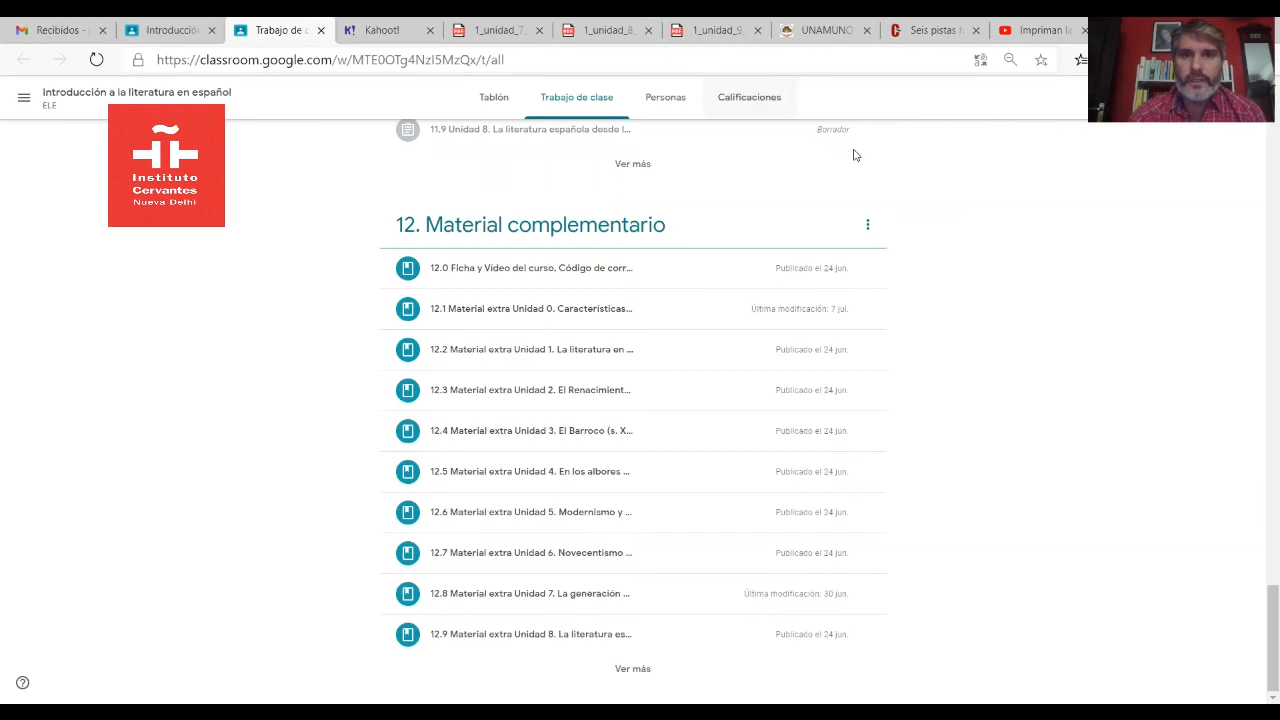 Recibidos - |
Introducció
Trabajo de c
Kahoot!
1_unidad_7_
1_unidad_8_
1_unidad_9_
UNAMUNO
Seis pistas h
Impriman la
https://classroom.google.com/w/
Introducción a la literatura en español
ELE
Tablón
Trabajo de clase
Personas
Calificaciones
Instituto
Cervantes
Nueva Delhi
11.9 Unidad 8. La literatura española desde l...
Borrador
Ver más
12. Material complementario
12.0 Ficha y Vídeo del curso, Código de corr...
Publicado el 24 jun.
12.1 Material extra Unidad 0. Características...
Última modificación: 7 jul.
12.2 Material extra Unidad 1. La literatura en ...
Publicado el 24 jun.
12.3 Material extra Unidad 2. El Renacimient...
Publicado el 24 jun.
12.4 Material extra Unidad 3. El Barroco (s. X...
Publicado el 24 jun.
12.5 Material extra Unidad 4. En los albores ...
Publicado el 24 jun.
12.6 Material extra Unidad 5. Modernismo y ...
Publicado el 24 jun.
12.7 Material extra Unidad 6. Novecentismo ...
Publicado el 24 jun.
12.8 Material extra Unidad 7. La generación ...
Última modificación: 30 jun.
12.9 Material extra Unidad 8. La literatura es...
Publicado el 24 jun.
Ver más